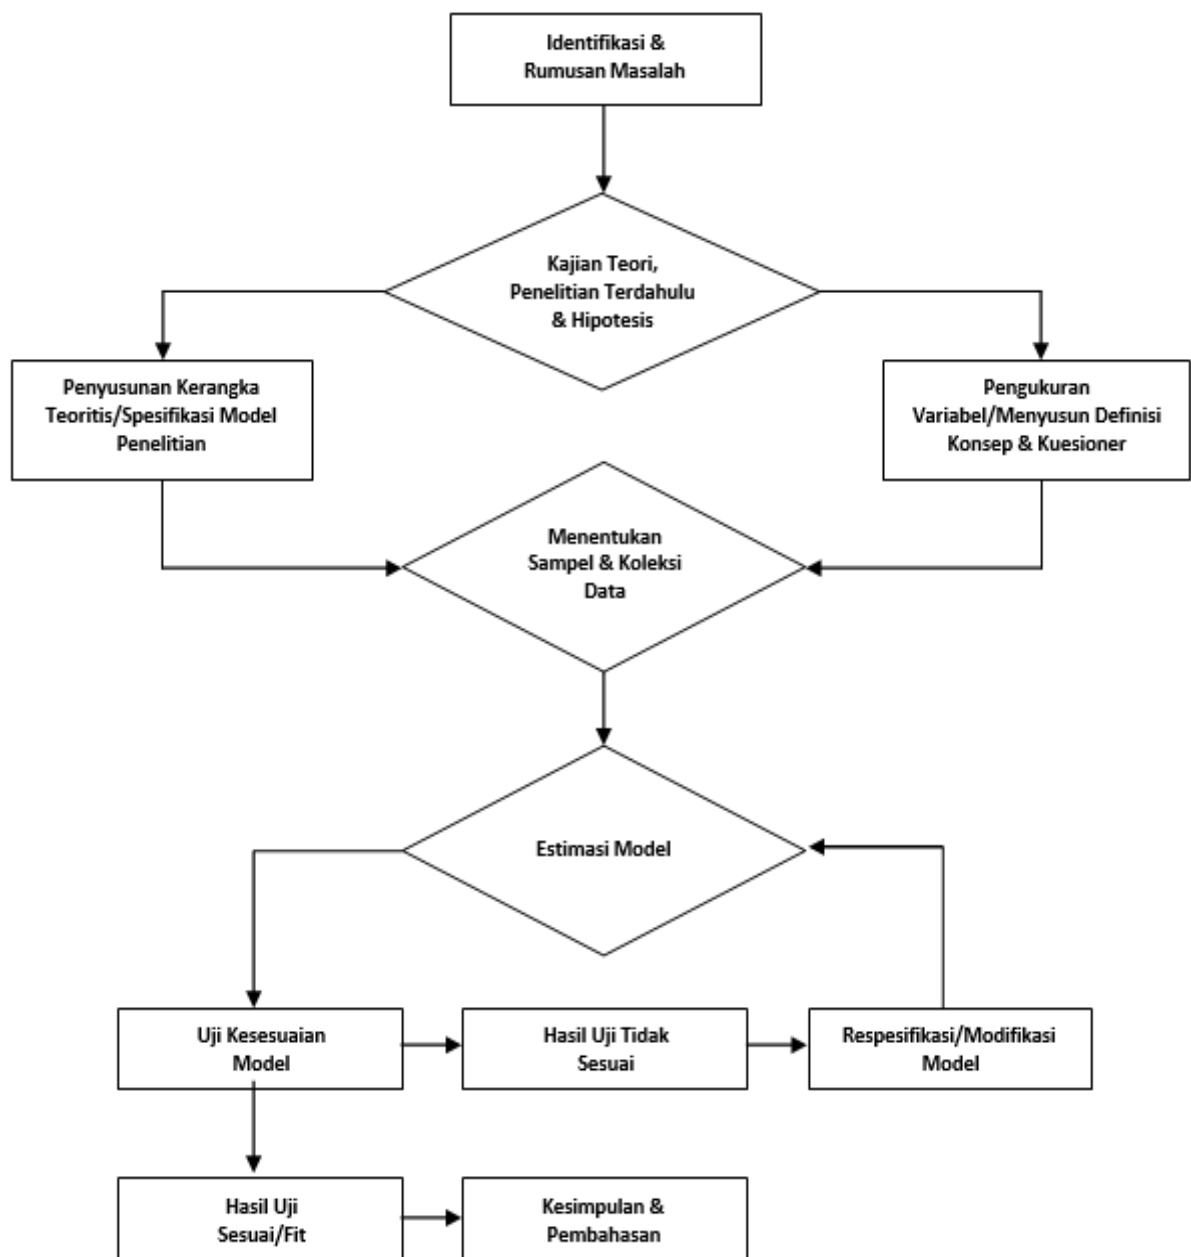 Identifikasi &
Rumusan Masalah
Kajian Teori,
Penelitian Terdahulu
& Hipotesis
Penyusunan Kerangka
Teoritis/Spesifikasi Model
Penelitian
Pengukuran
Variabel/Menyusun Definisi
Konsep & Kuesioner
Menentukan
Sampel & Koleksi
Data
Estimasi Model
Uji Kesesuaian
Model
Hasil Uji Tidak
Sesuai
Respesifikasi/Modifikasi
Model
Hasil Uji
Sesuai/Fit
Kesimpulan &
Pembahasan